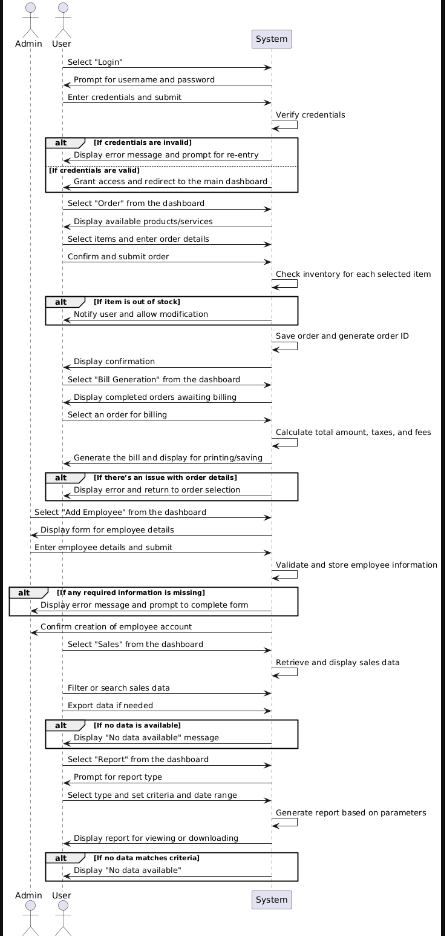 Admin User System
Select "Login"
Prompt for username and password
Enter credentials and submit
Verify credentials
alt [If credentials are invalid]
Display error message and prompt for re-entry
[If credentials are valid]
Grant access and redirect to the main dashboard
Select "Order" from the dashboard
Display available products/services
Select items and enter order details
Confirm and submit order
Check inventory for each selected item
alt [If item is out of stock]
Notify user and allow modification
Save order and generate order ID
Display confirmation
Select "Bill Generation" from the dashboard
Display completed orders awaiting billing
Select an order for billing
Calculate total amount, taxes, and fees
Generate the bill and display for printing/saving
alt [If there's an issue with order details]
Display error and return to order selection
Select "Add Employee" from the dashboard
Display form for employee details
Enter employee details and submit
Validate and store employee information
alt [If any required information is missing]
Display error message and prompt to complete form
Confirm creation of employee account
Select "Sales" from the dashboard
Retrieve and display sales data
Filter or search sales data
Export data if needed
alt [If no data is available]
Display "No data available" message
Select "Report" from the dashboard
Prompt for report type
Select type and set criteria and date range
Generate report based on parameters
Display report for viewing or downloading
alt [If no data matches criteria]
Display "No data available"
Admin User System